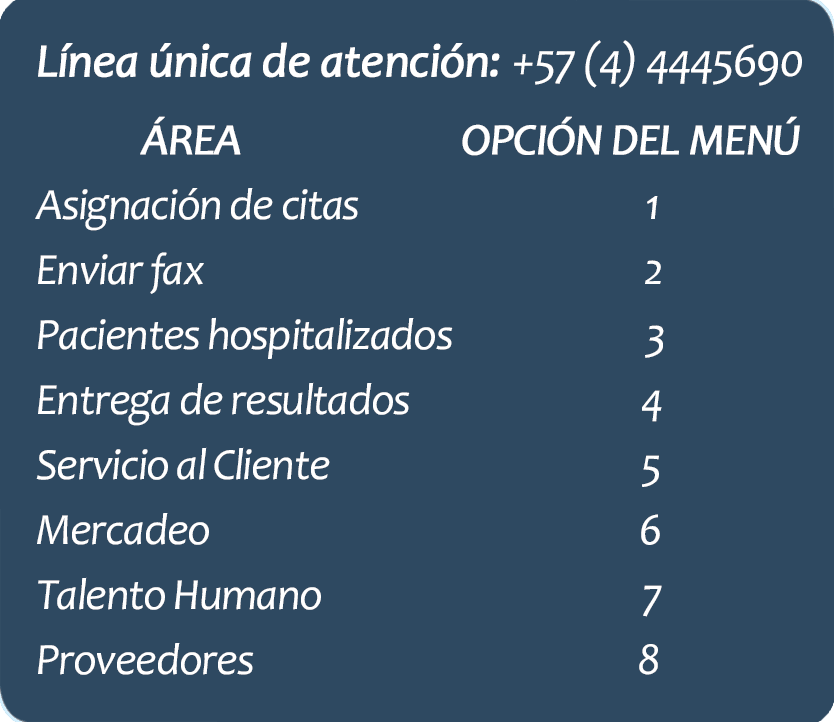 Línea única de atención: +57 (4) 4445690
ÁREA OPCIÓN DEL MENÚ
Asignación de citas 1
Enviar fax 2
Pacientes hospitalizados 3
Entrega de resultados 4
Servicio al Cliente 5
Mercadeo 6
Talento Humano 7
Proveedores 8